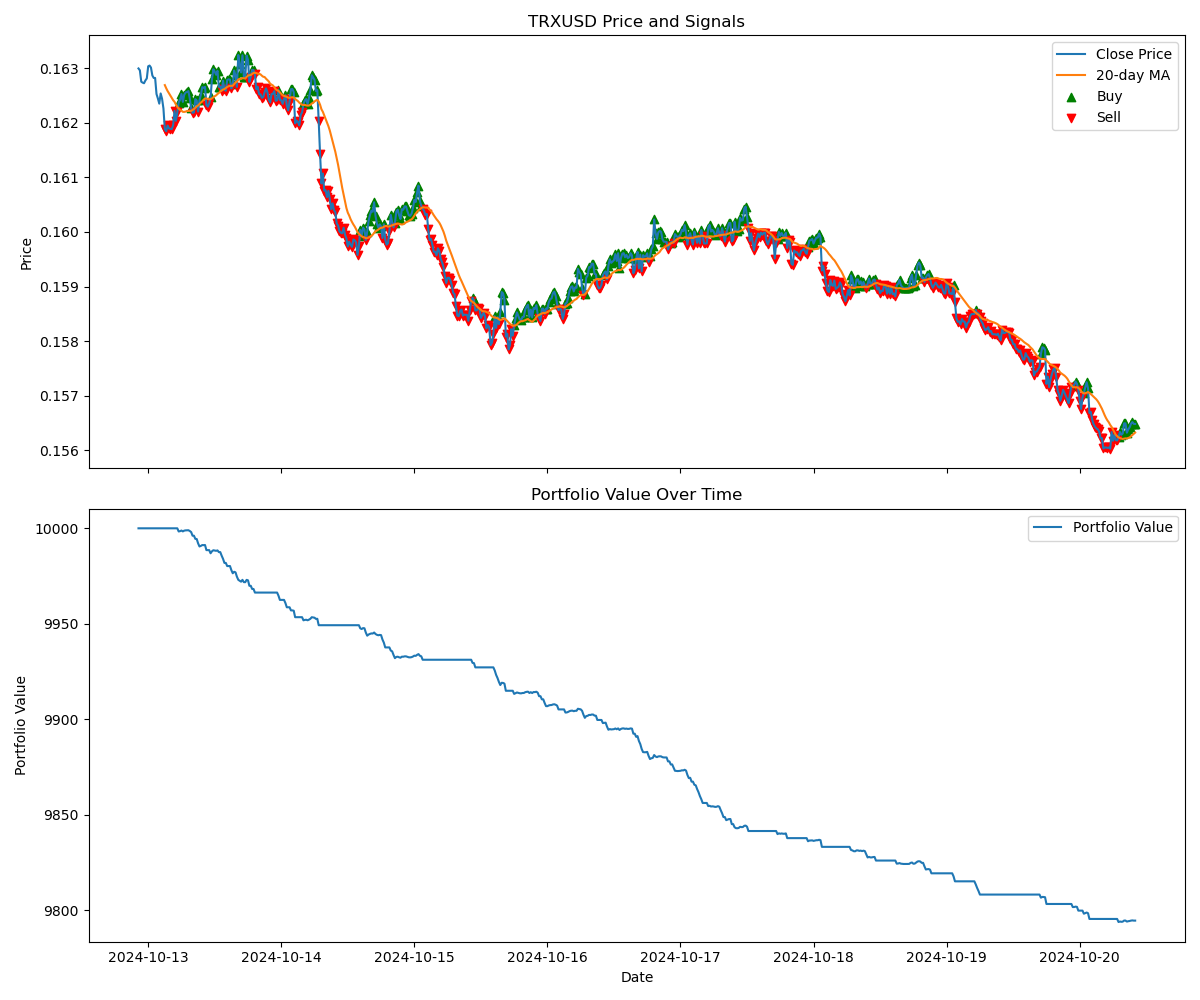 TRXUSD Price and Signals
Close Price
20-day MA
Buy
Sell
0.163
0.162
0.161
0.160
0.159
0.158
0.157
0.156
Price
Portfolio Value Over Time
Portfolio Value
10000
9950
9900
9850
9800
Portfolio Value
2024-10-13 2024-10-14 2024-10-15 2024-10-16 2024-10-17 2024-10-18 2024-10-19 2024-10-20
Date